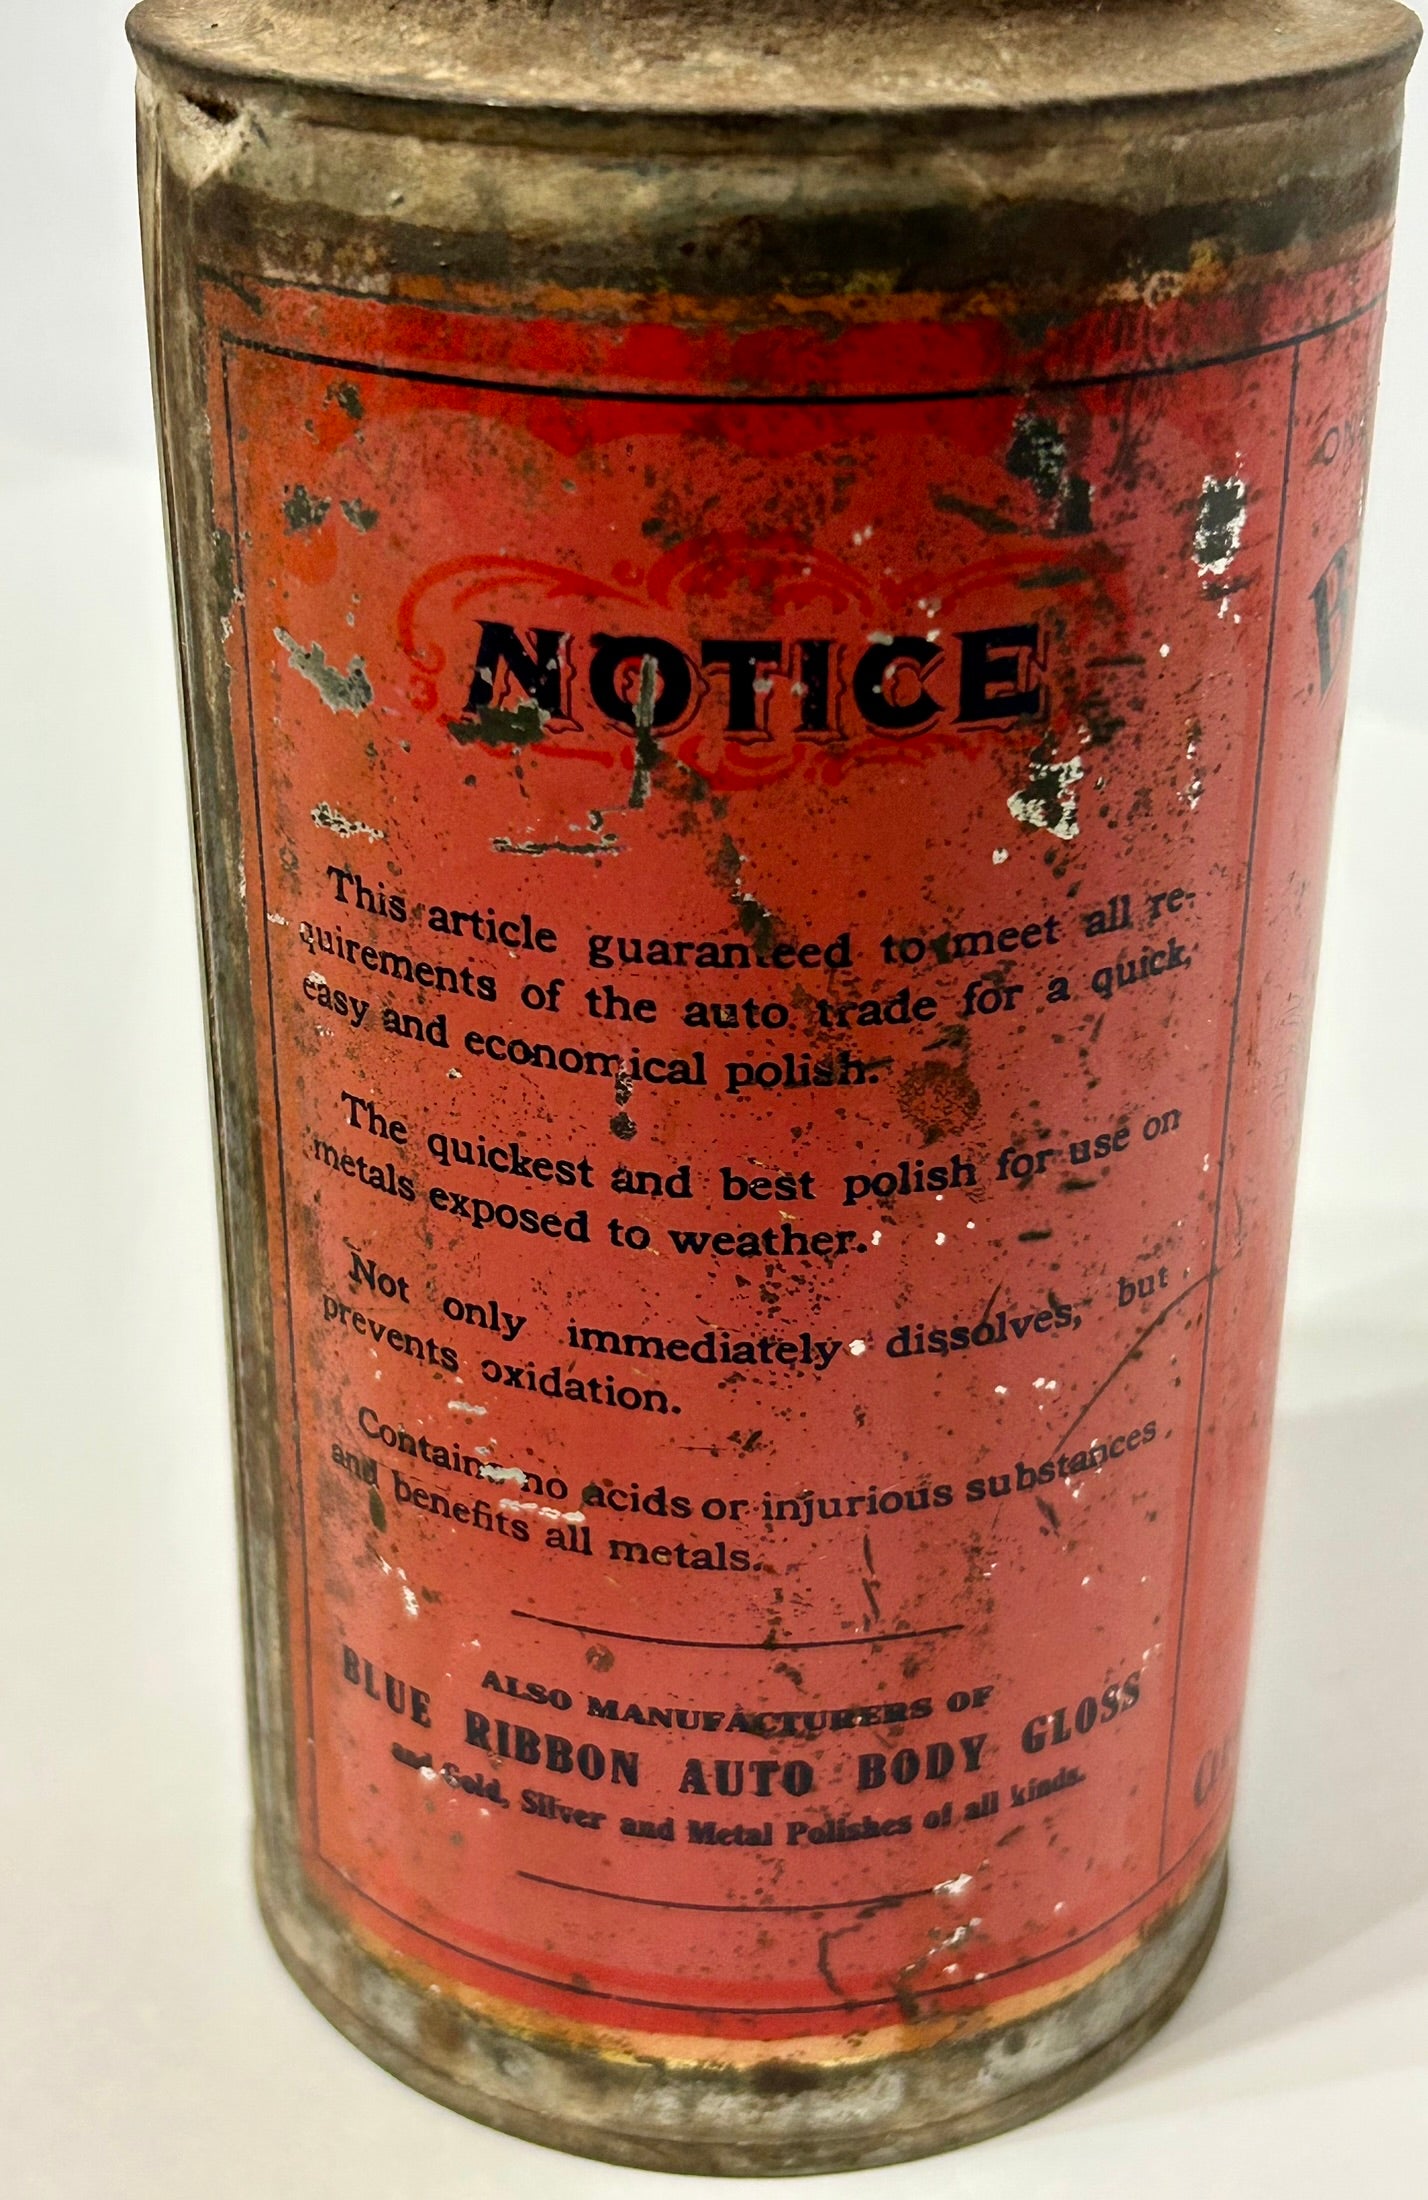 NOTICE
This article guaranteed to meet all re-
quirements of the auto trade for a quick,
easy and economical polish.
The quickest and best polish for use on
metals exposed to weather.
Not only immediately dissolves, but
prevents oxidation.
Contains no acids or injurious substances
and benefits all metals.
ALSO MANUFACTURERS OF
BLUE RIBBON AUTO BODY GLOSS
and Gold, Silver and Metal Polishes of all kinds.